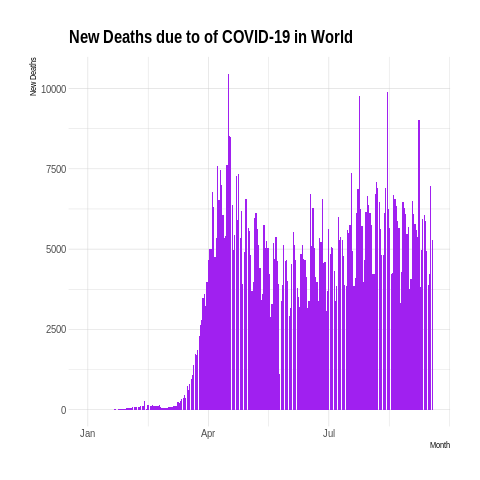 New Deaths due to of COVID-19 in World
New Deaths
10000
7500
5000
2500
0
Jan
Apr
Jul
Month